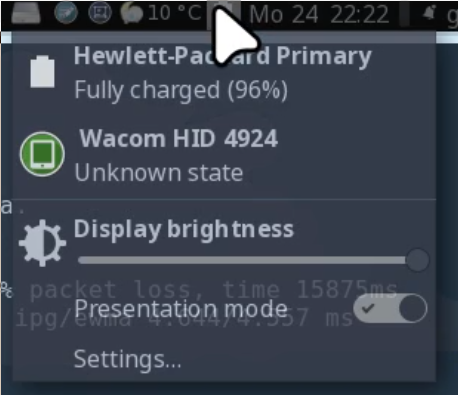 10 °C Mo 24 22:22 g
Hewlett-Packard Primary
Fully charged (96%)
Wacom HID 4924
Unknown state
a.
Display brightness
% packet loss, time 15875ms
Presentation mode
ipg/ewma 4.644/4.557 ms
Settings...